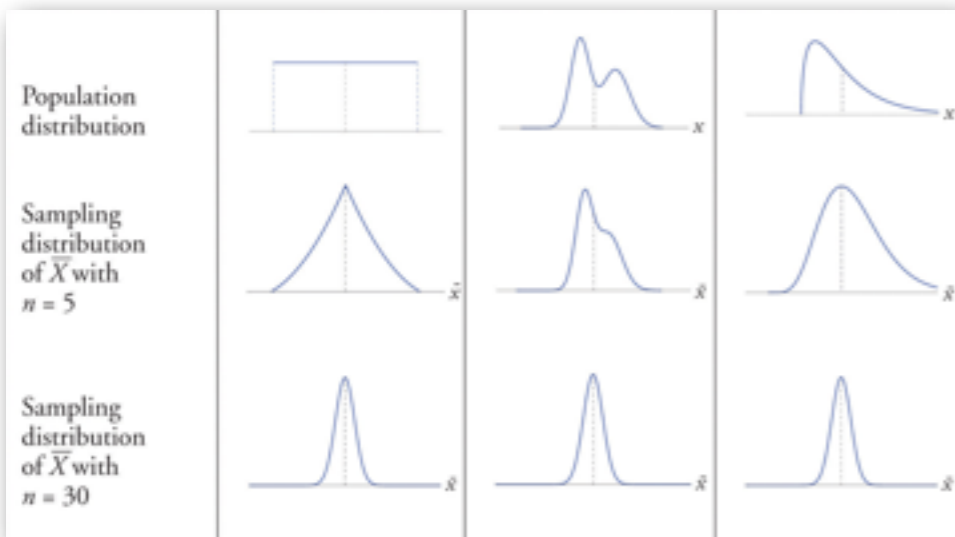 Population
distribution
x
x
Sampling
distribution
of X̄ with
n = 5
x̄
x̄
x̄
Sampling
distribution
of X̄ with
n = 30
x̄
x̄
x̄